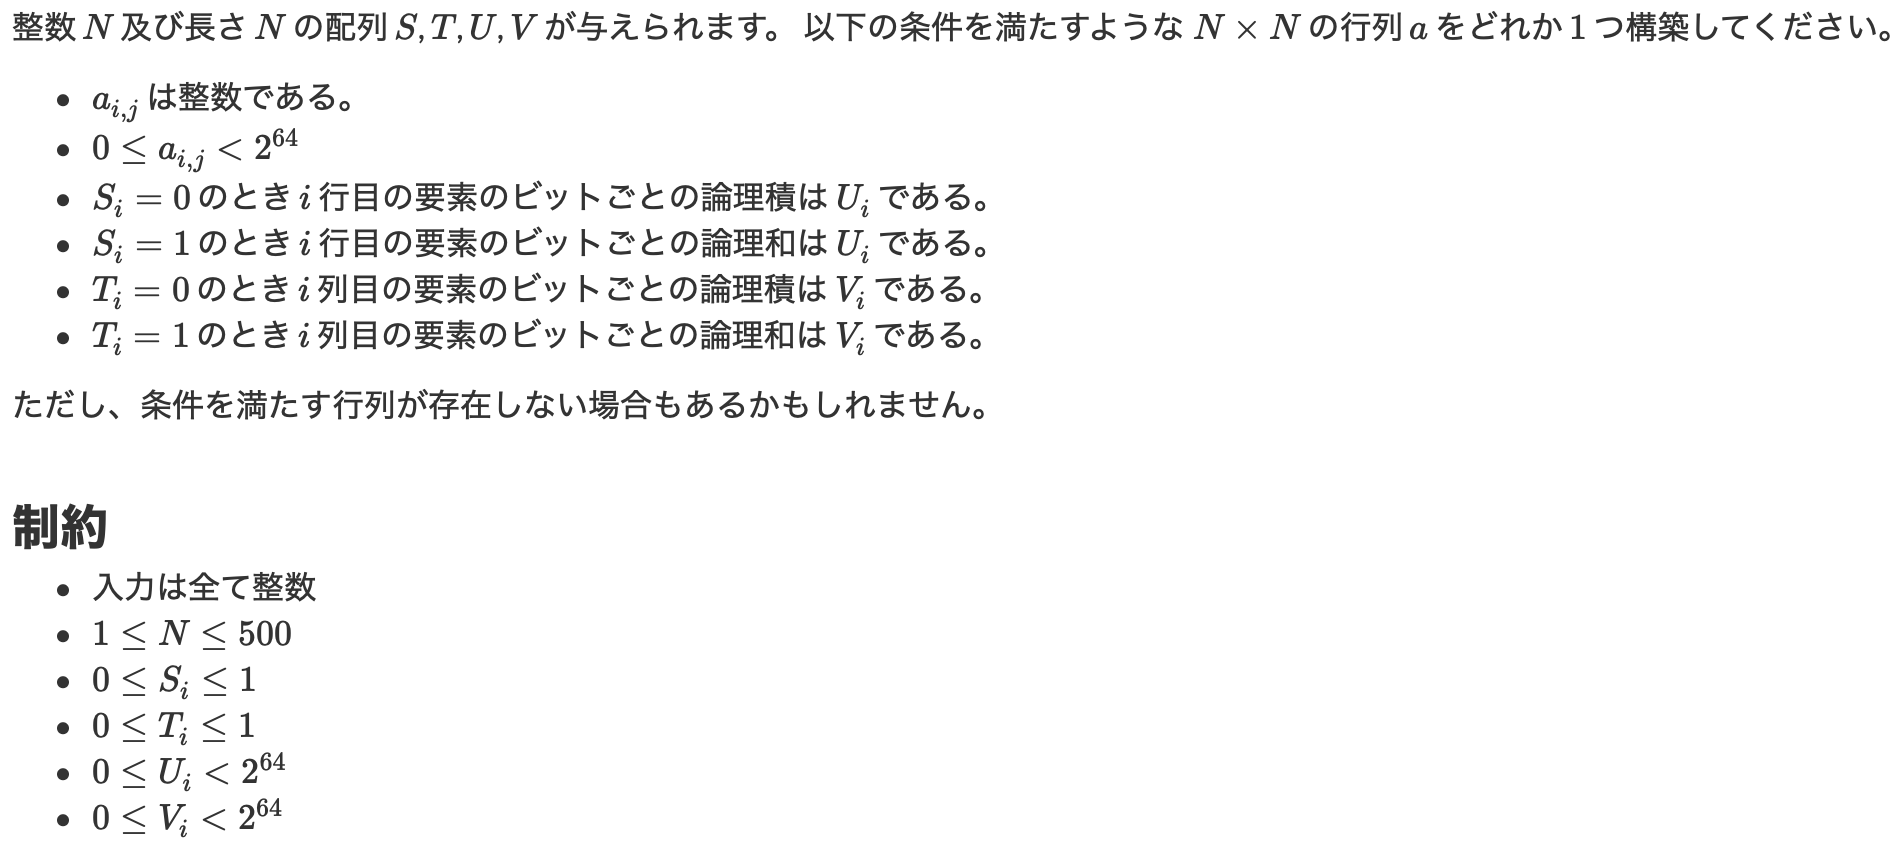 整数 N 及び長さ N の配列 S, T, U, V が与えられます。 以下の条件を満たすような N × N の行列 a をどれか 1 つ構築してください。
• a_{i,j} は整数である。
• 0 ≤ a_{i,j} < 2^{64}
• S_i = 0 のとき i 行目の要素のビットごとの論理積は U_i である。
• S_i = 1 のとき i 行目の要素のビットごとの論理和は U_i である。
• T_i = 0 のとき i 列目の要素のビットごとの論理積は V_i である。
• T_i = 1 のとき i 列目の要素のビットごとの論理和は V_i である。
ただし、条件を満たす行列が存在しない場合もあるかもしれません。
制約
• 入力は全て整数
• 1 ≤ N ≤ 500
• 0 ≤ S_i ≤ 1
• 0 ≤ T_i ≤ 1
• 0 ≤ U_i < 2^{64}
• 0 ≤ V_i < 2^{64}